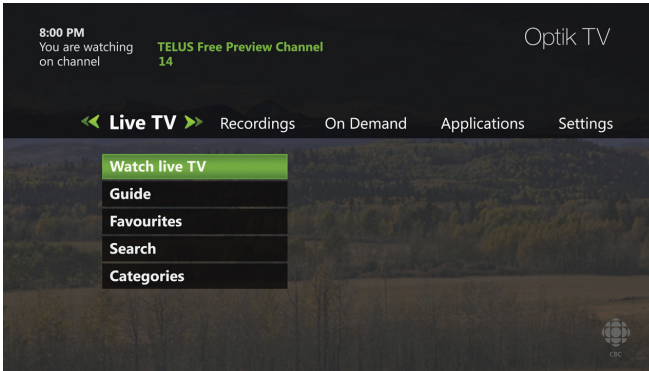 8:00 PM
You are watching TELUS Free Preview Channel
on channel 14
Optik TV
Live TV Recordings On Demand Applications Settings
Watch live TV
Guide
Favourites
Search
Categories
CBC